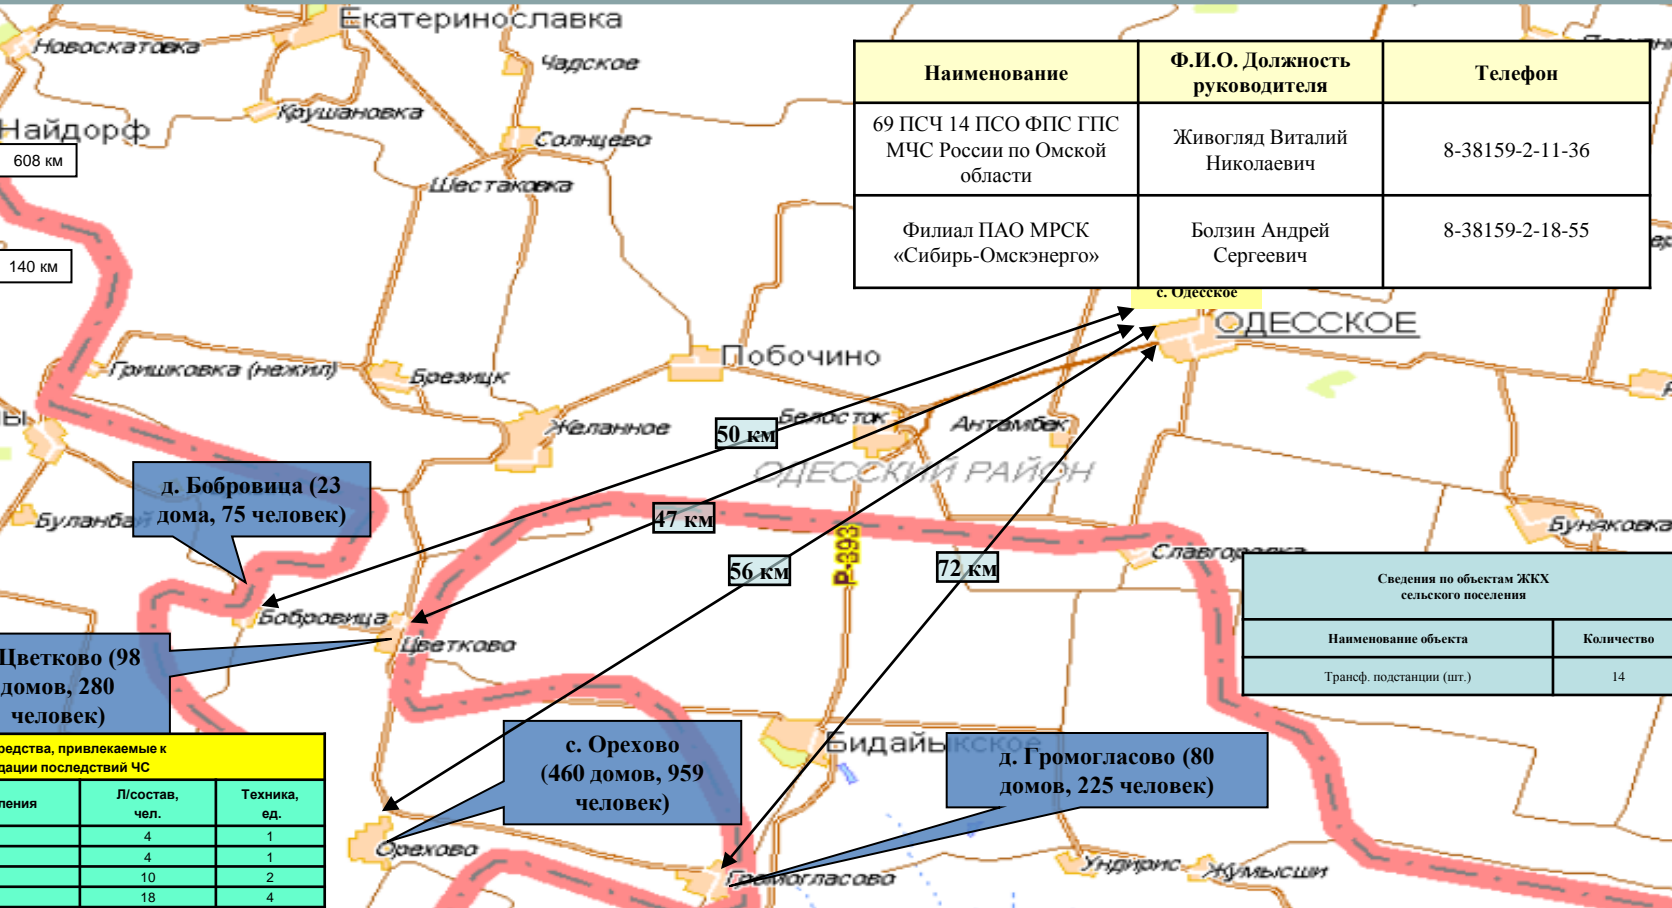 Екатеринославка
Новоскатовка
Чадское
Крушановка
Найдорф
Солнцево
608 км
Шестаковка
140 км
Наименование
Ф.И.О. Должность
руководителя
Телефон
69 ПСЧ 14 ПСО ФПС ГПС
МЧС России по Омской
области
Живогляд Виталий
Николаевич
8-38159-2-11-36
Филиал ПАО МРСК
«Сибирь-Омскэнерго»
Болзин Андрей
Сергеевич
8-38159-2-18-55
с. Одесское
ОДЕССКОЕ
Побочино
Гришковка (нежил)
Брезицк
Желанное
Белосток
Антамбек
50 км
ОДЕССКИЙ РАЙОН
д. Бобровица (23
дома, 75 человек)
Буланбай
47 км
Буняковка
Р-393
Славгородка
56 км
72 км
Сведения по объектам ЖКХ
сельского поселения
Наименование объекта
Количество
Трансф. подстанции (шт.)
14
Бобровица
Цветково
Цветково (98
домов, 280
человек)
с. Орехово
(460 домов, 959
человек)
Бидайыкское
д. Громогласово (80
домов, 225 человек)
привлекаемые к
последствий ЧС
Л/состав,
чел.
Техника,
ед.
4 1
4 1
10 2
18 4
Орехово
Громогласово
Ундирис
Жумысши